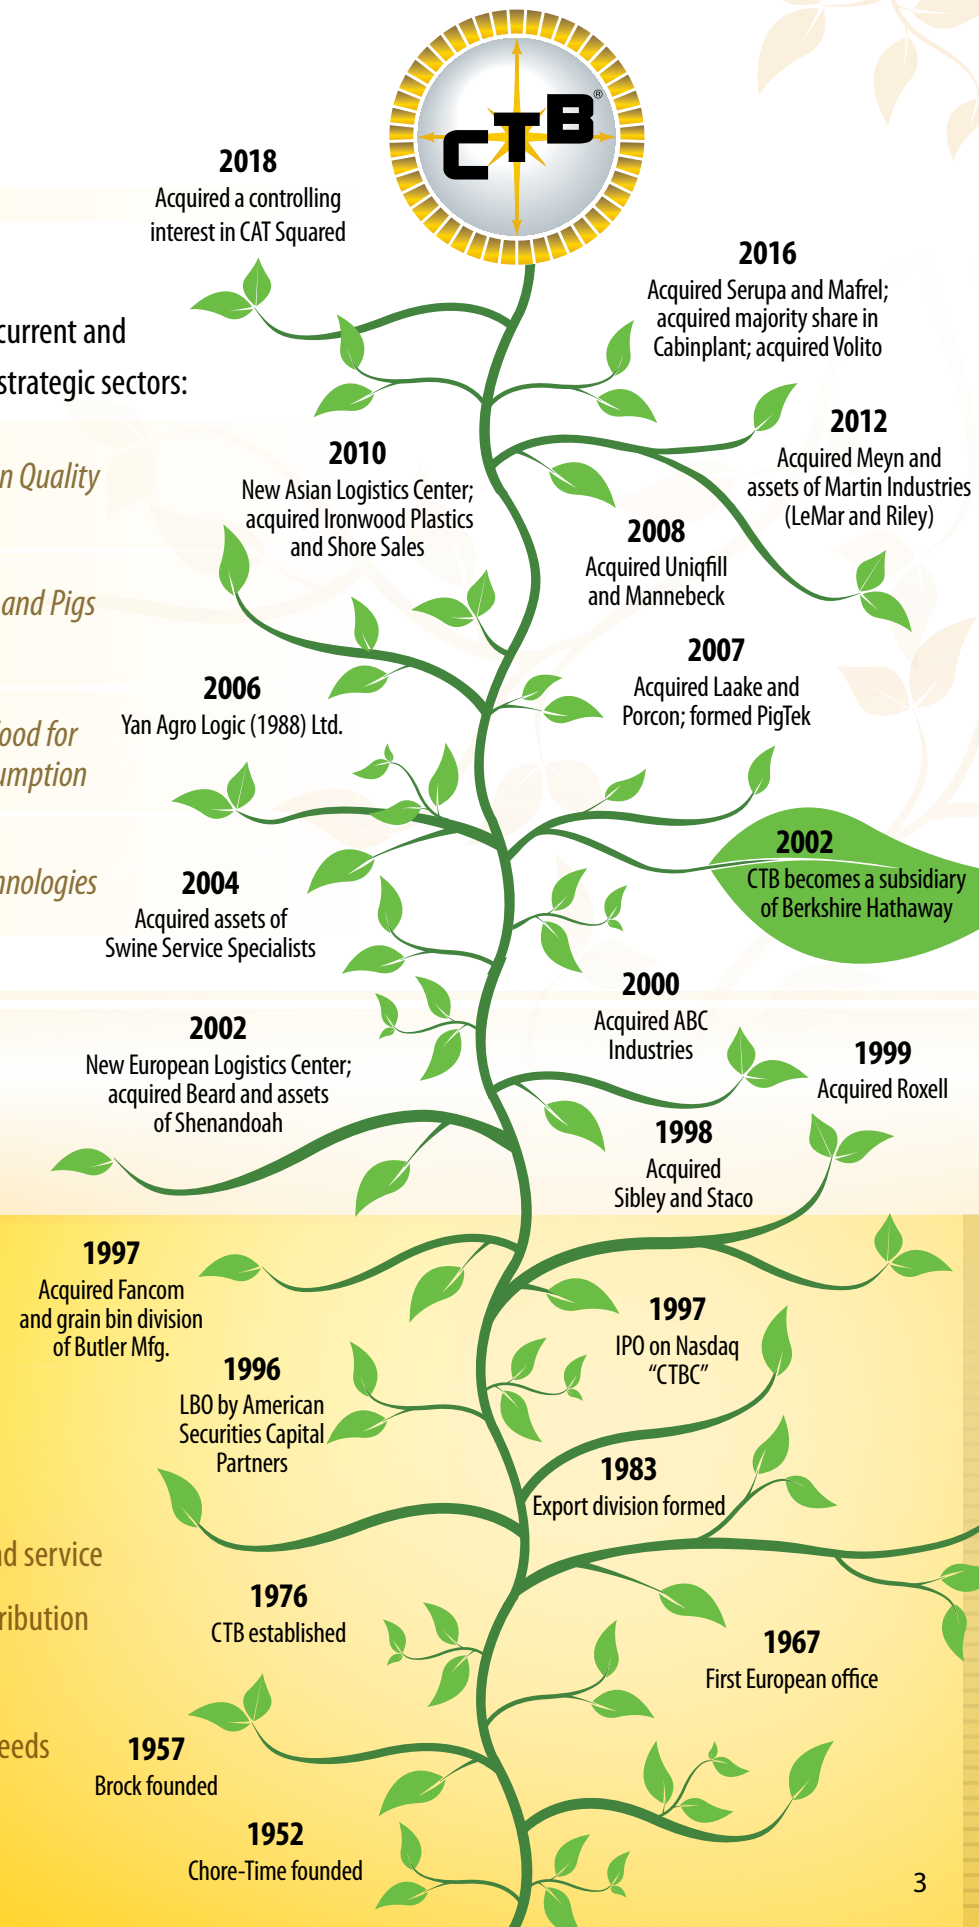 CTB®
2018
Acquired a controlling
interest in CAT Squared
2016
Acquired Serupa and Mafrel;
acquired majority share in
Cabinplant; acquired Volito
current and
strategic sectors:
2012
Acquired Meyn and
assets of Martin Industries
(LeMar and Riley)
2010
New Asian Logistics Center;
acquired Ironwood Plastics
and Shore Sales
n Quality
2008
Acquired Uniqfill
and Mannebeck
and Pigs
2007
Acquired Laake and
Porcon; formed PigTek
2006
Yan Agro Logic (1988) Ltd.
ood for
umption
2002
CTB becomes a subsidiary
of Berkshire Hathaway
hnologies
2004
Acquired assets of
Swine Service Specialists
2000
Acquired ABC
Industries
2002
New European Logistics Center;
acquired Beard and assets
of Shenandoah
1999
Acquired Roxell
1998
Acquired
Sibley and Staco
1997
Acquired Fancom
and grain bin division
of Butler Mfg.
1997
IPO on Nasdaq
“CTBC”
1996
LBO by American
Securities Capital
Partners
1983
Export division formed
nd service
1976
CTB established
ribution
1967
First European office
eeds
1957
Brock founded
1952
Chore-Time founded
3